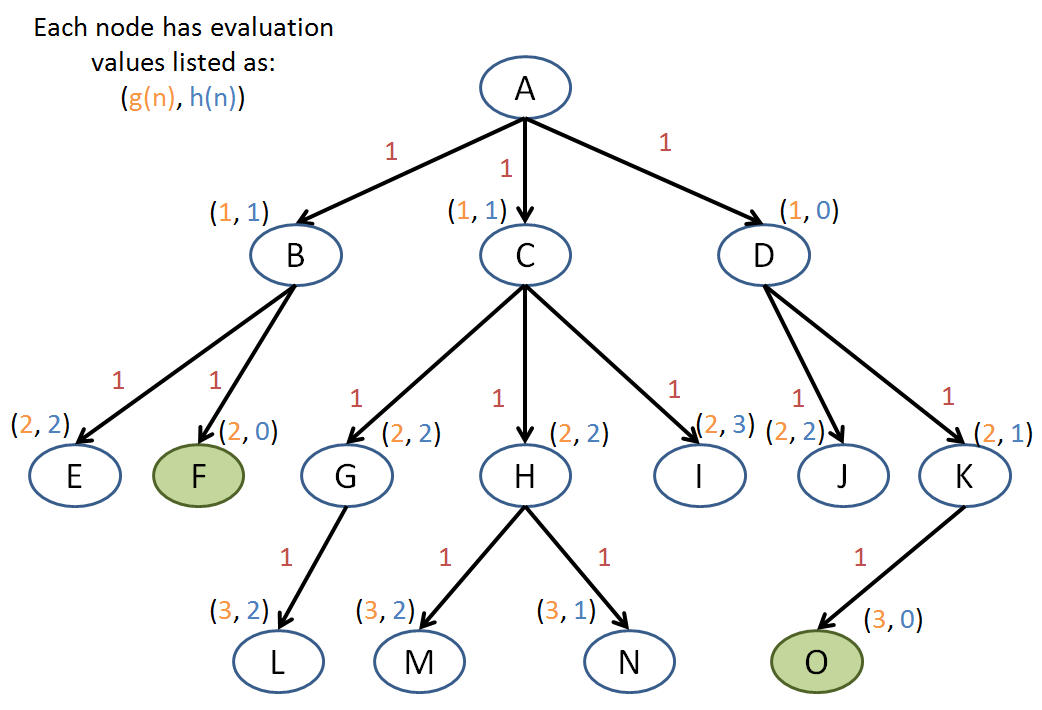 Each node has evaluation
values listed as:
(g(n), h(n))
A
1
1
1
(1, 1)
(1, 1)
(1, 0)
B
C
D
1
1
1
1
1
1
1
(2, 2)
(2, 0)
(2, 2)
(2, 2)
(2, 3)
(2, 2)
(2, 1)
E
F
G
H
I
J
K
1
1
1
1
(3, 2)
(3, 2)
(3, 1)
(3, 0)
L
M
N
O